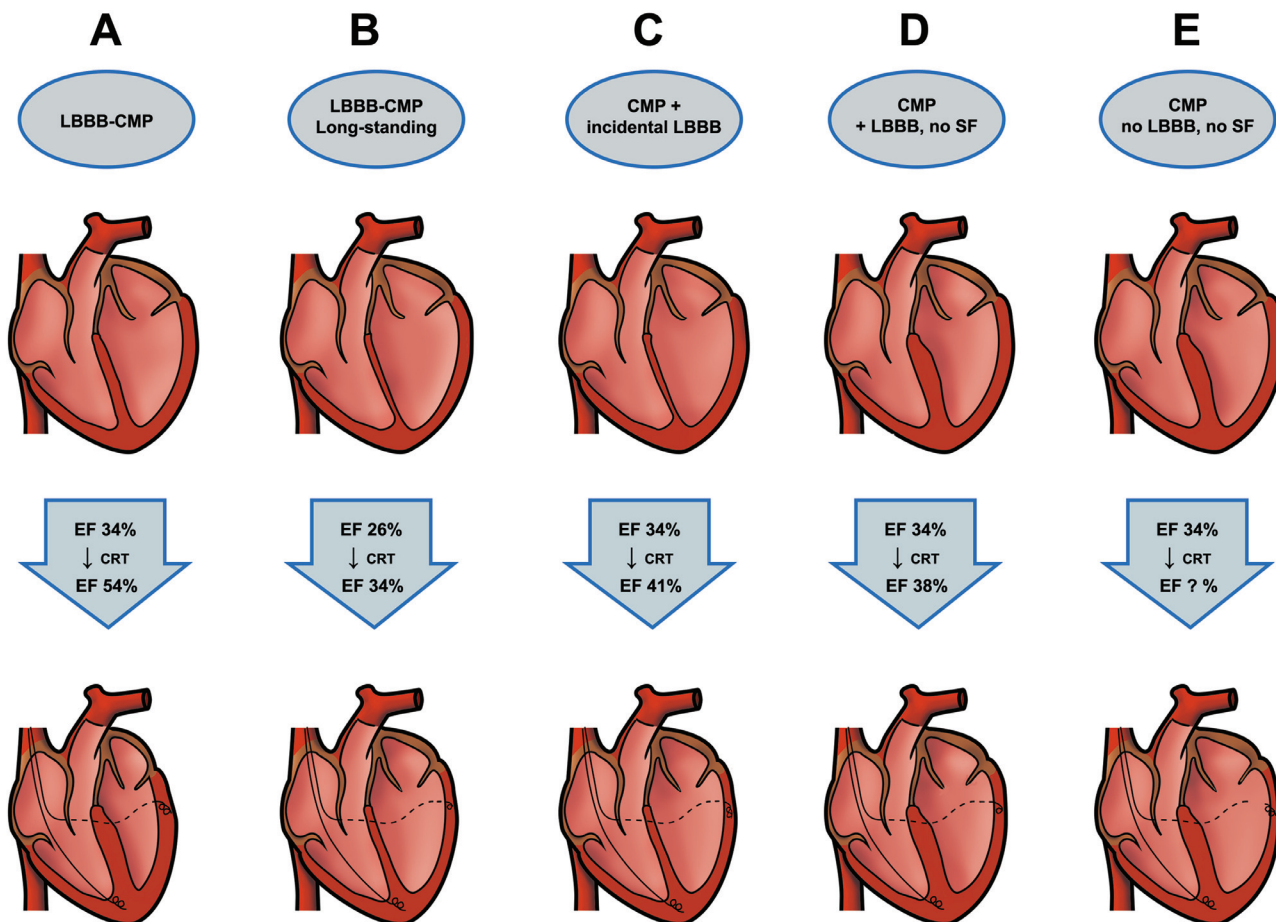 A
B
C
D
E
LBBB-CMP
LBBB-CMP
Long-standing
CMP +
incidental LBBB
CMP
+ LBBB, no SF
CMP
no LBBB, no SF
EF 34%
↓ CRT
EF 54%
EF 26%
↓ CRT
EF 34%
EF 34%
↓ CRT
EF 41%
EF 34%
↓ CRT
EF 38%
EF 34%
↓ CRT
EF ? %